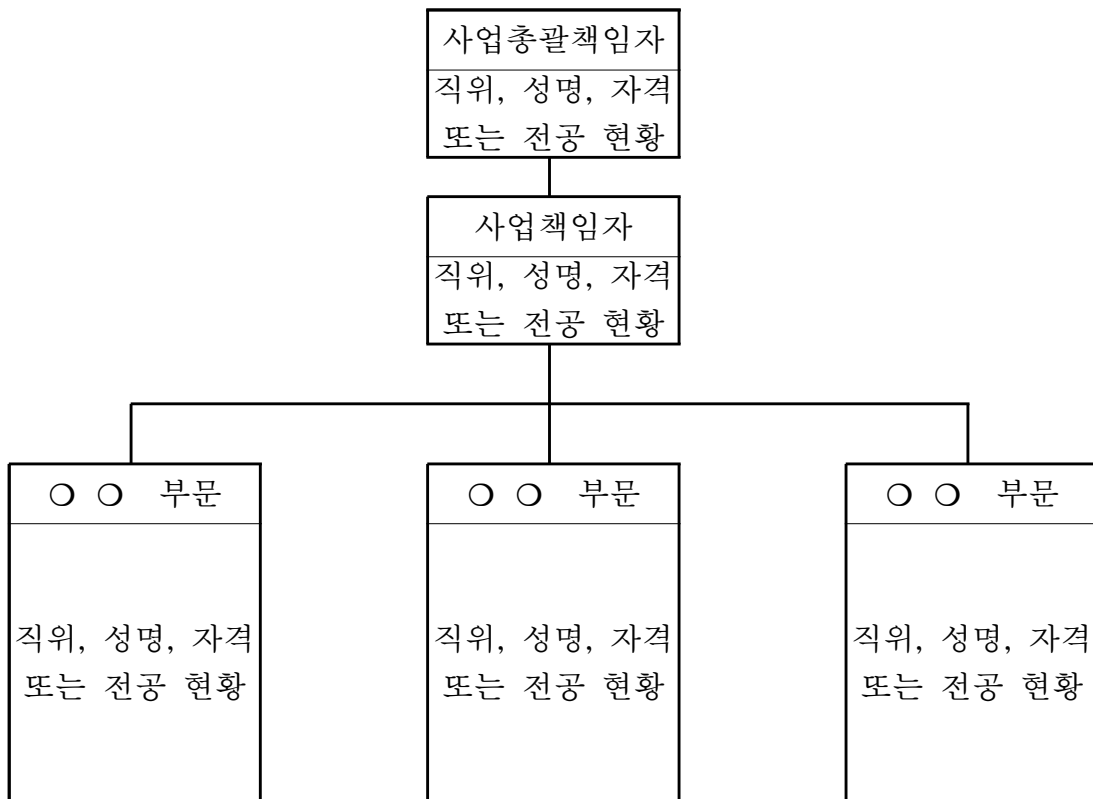 사업총괄책임자
직위, 성명, 자격
또는 전공 현황
사업책임자
직위, 성명, 자격
또는 전공 현황
❍ ❍ 부문
직위, 성명, 자격
또는 전공 현황
❍ ❍ 부문
직위, 성명, 자격
또는 전공 현황
❍ ❍ 부문
직위, 성명, 자격
또는 전공 현황